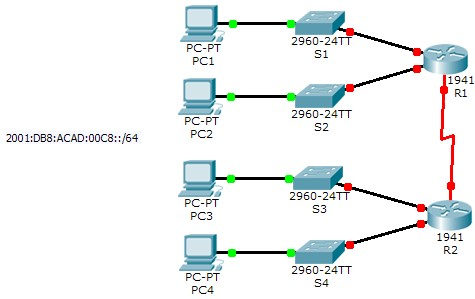 PC-PT
PC1
2960-24TT
S1
1941
R1
PC-PT
PC2
2960-24TT
S2
2001:DB8:ACAD:00C8::/64
PC-PT
PC3
2960-24TT
S3
1941
R2
PC-PT
PC4
2960-24TT
S4